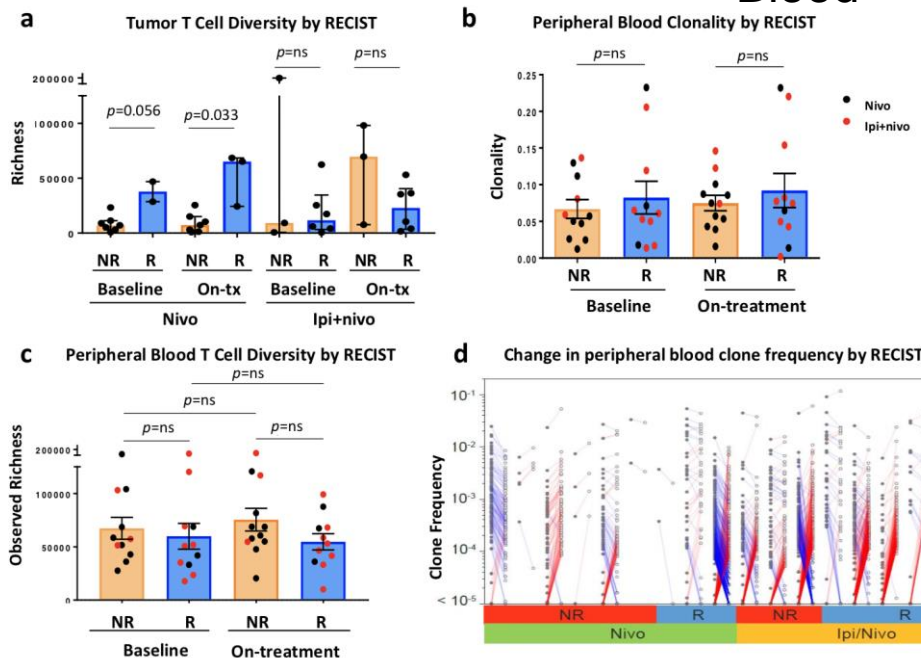 Blood
a
Tumor T Cell Diversity by RECIST
p=ns
p=ns
p=0.056
p=0.033
Richness
200000
100000
50000
0
NR R NR R NR R NR R
Baseline On-tx Baseline On-tx
Nivo Ipi+nivo
b
Peripheral Blood Clonality by RECIST
p=ns
p=ns
Clonality
0.25
0.20
0.15
0.10
0.05
0.00
Nivo
Ipi+nivo
NR R NR R
Baseline On-treatment
c
Peripheral Blood T Cell Diversity by RECIST
p=ns
p=ns
p=ns
p=ns
Observed Richness
200000
100000
50000
0
NR R NR R
Baseline On-treatment
d
Change in peripheral blood clone frequency by RECIST
Clone Frequency
10⁻¹
10⁻²
10⁻³
10⁻⁴
< 10⁻⁵
NR R NR R
Nivo Ipi/Nivo